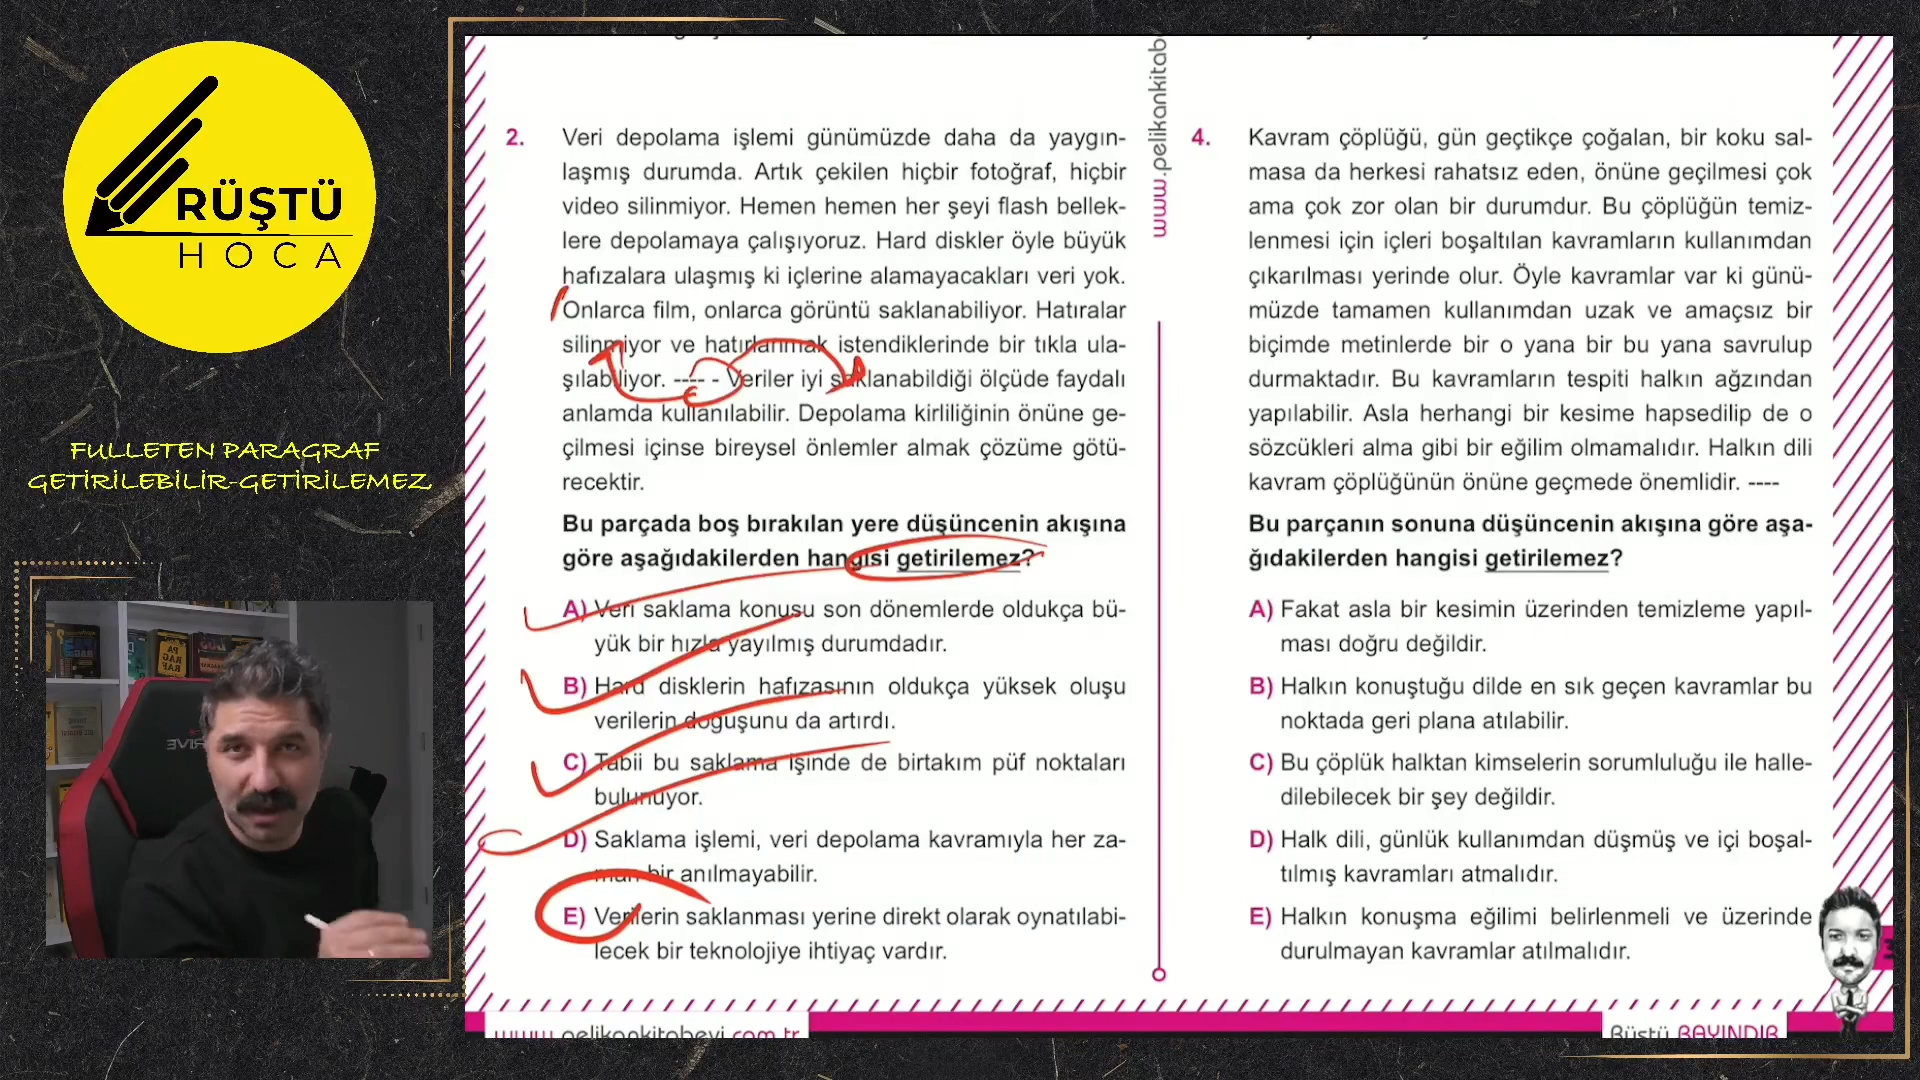 RÜŞTÜ
HOCA
FULLETEN PARAGRAF
GETİRİLEBİLİR-GETİRİLEMEZ
2. Veri depolama işlemi günümüzde daha da yaygın-
laşmış durumda. Artık çekilen hiçbir fotoğraf, hiçbir
video silinmiyor. Hemen hemen her şeyi flash bellek-
lere depolamaya çalışıyoruz. Hard diskler öyle büyük
hafızalara ulaşmış ki içlerine alamayacakları veri yok.
Onlarca film, onlarca görüntü saklanabiliyor. Hatıralar
silinmiyor ve hatırlanmak istendiklerinde bir tıkla ula-
şılabiliyor. ---- - Veriler iyi saklanabildiği ölçüde faydalı
anlamda kullanılabilir. Depolama kirliliğinin önüne ge-
çilmesi içinse bireysel önlemler almak çözüme götü-
recektir.
Bu parçada boş bırakılan yere düşüncenin akışına
göre aşağıdakilerden hangisi getirilemez?
A) Veri saklama konusu son dönemlerde oldukça bü-
yük bir hızla yayılmış durumdadır.
B) Hard disklerin hafızasının oldukça yüksek oluşu
verilerin doğuşunu da artırdı.
C) Tabii bu saklama işinde de birtakım püf noktaları
bulunuyor.
D) Saklama işlemi, veri depolama kavramıyla her za-
man bir anılmayabilir.
E) Verilerin saklanması yerine direkt olarak oynatılabi-
lecek bir teknolojiye ihtiyaç vardır.
www.pelikankitab
4. Kavram çöplüğü, gün geçtikçe çoğalan, bir koku sal-
masa da herkesi rahatsız eden, önüne geçilmesi çok
ama çok zor olan bir durumdur. Bu çöplüğün temiz-
lenmesi için içleri boşaltılan kavramların kullanımdan
çıkarılması yerinde olur. Öyle kavramlar var ki günü-
müzde tamamen kullanımdan uzak ve amaçsız bir
biçimde metinlerde bir o yana bir bu yana savrulup
durmaktadır. Bu kavramların tespiti halkın ağzından
yapılabilir. Asla herhangi bir kesime hapsedilip de o
sözcükleri alma gibi bir eğilim olmamalıdır. Halkın dili
kavram çöplüğünün önüne geçmede önemlidir. ----
Bu parçanın sonuna düşüncenin akışına göre aşa-
ğıdakilerden hangisi getirilemez?
A) Fakat asla bir kesimin üzerinden temizleme yapıl-
ması doğru değildir.
B) Halkın konuştuğu dilde en sık geçen kavramlar bu
noktada geri plana atılabilir.
C) Bu çöplük halktan kimselerin sorumluluğu ile halle-
dilebilecek bir şey değildir.
D) Halk dili, günlük kullanımdan düşmüş ve içi boşal-
tılmış kavramları atmalıdır.
E) Halkın konuşma eğilimi belirlenmeli ve üzerinde
durulmayan kavramlar atılmalıdır.
www.pelikankitabevi.com.tr
Rüştü BAYINDIR